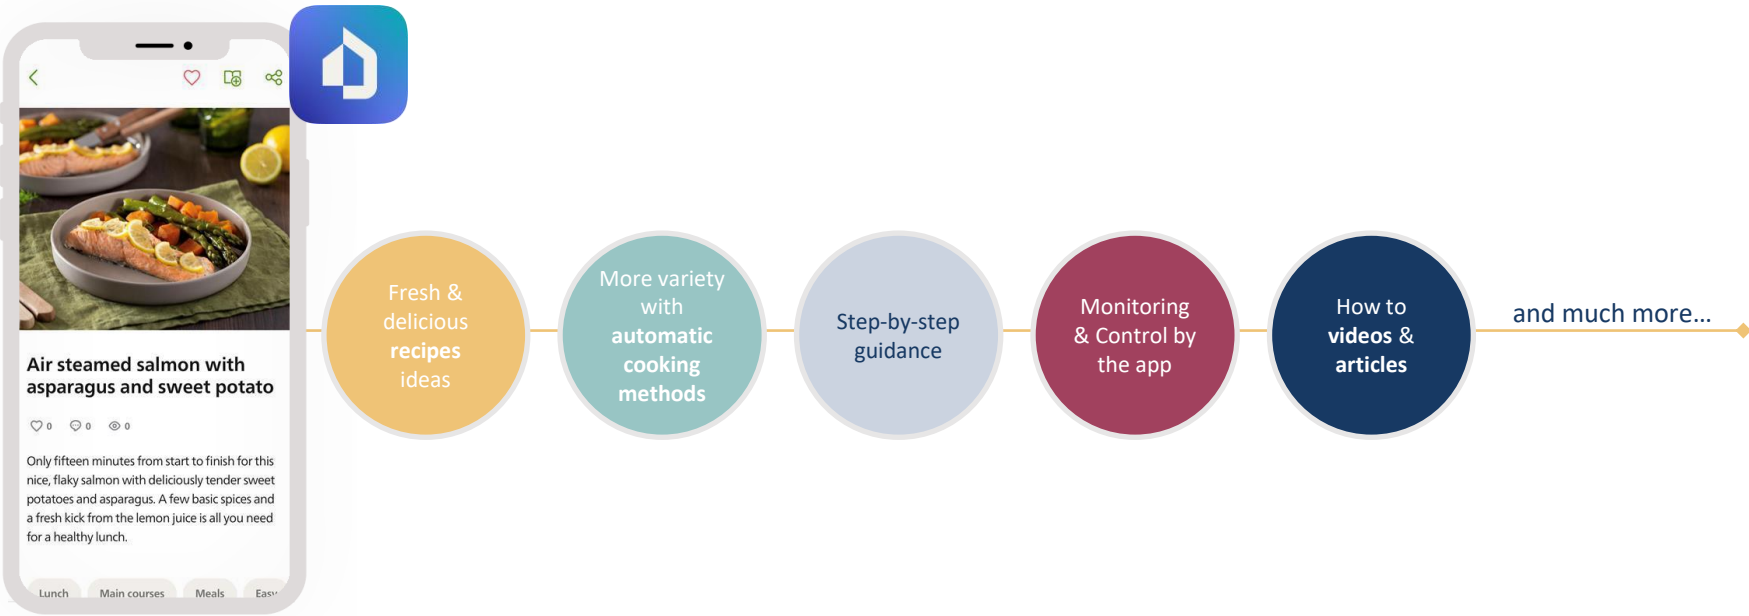 Air steamed salmon with
asparagus and sweet potato
0 0 0
Only fifteen minutes from start to finish for this
nice, flaky salmon with deliciously tender sweet
potatoes and asparagus. A few basic spices and
a fresh kick from the lemon juice is all you need
for a healthy lunch.
Lunch Main courses Meals Easy
Fresh &
delicious
recipes
ideas
More variety
with
automatic
cooking
methods
Step-by-step
guidance
Monitoring
& Control by
the app
How to
videos &
articles
and much more...